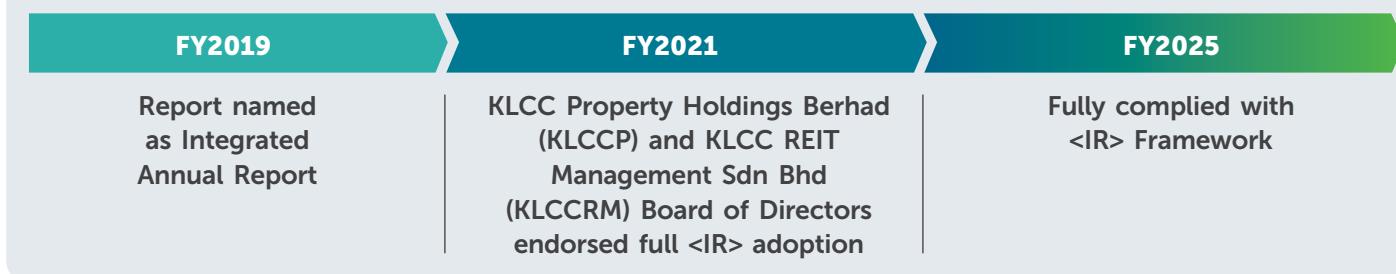 FY2019
Report named
as Integrated
Annual Report
FY2021
KLCC Property Holdings Berhad
(KLCCP) and KLCC REIT
Management Sdn Bhd
(KLCCRM) Board of Directors
endorsed full <IR> adoption
FY2025
Fully complied with
<IR> Framework